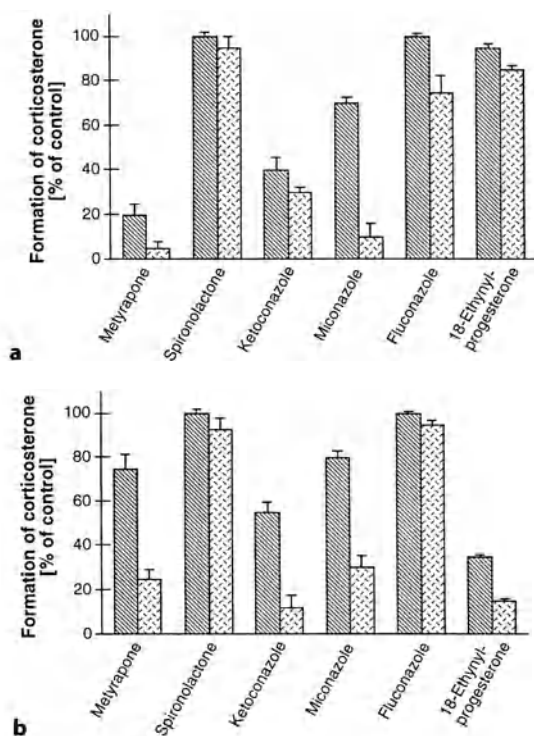 Formation of corticosterone
[% of control]
100
80
60
40
20
0
Metyrapone
Spironolactone
Ketoconazole
Miconazole
Fluconazole
18-Ethynyl-
progesterone
a
Formation of corticosterone
[% of control]
100
80
60
40
20
0
Metyrapone
Spironolactone
Ketoconazole
Miconazole
Fluconazole
18-Ethynyl-
progesterone
b